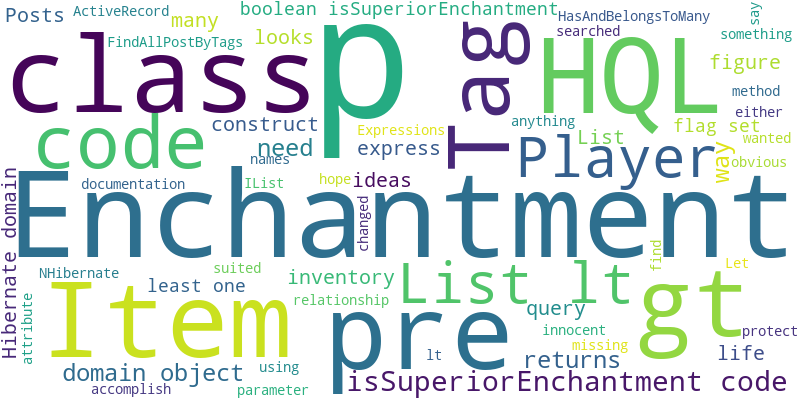 Posts
ActiveRecord
many
boolean isSuperiorEnchantment
HasAndBelongsToMany
say
FindAllPostByTags
looks
searched
something
class
p
Tag
HQL
figure
method
code
construct
need
Expressions
express
anything
List
flag set
either
wanted
Player
way
obvious
names
documentation
IList
hope
ideas
changed
Enchantment
Hibernate domain
NHibernate
suited
least one
inventory
relationship
List lt
query
find
Let
gt
attribute
Item
pre
innocent
missing
protect
domain object
using
lt
returns
life
accomplish
parameter
isSuperiorEnchantment code